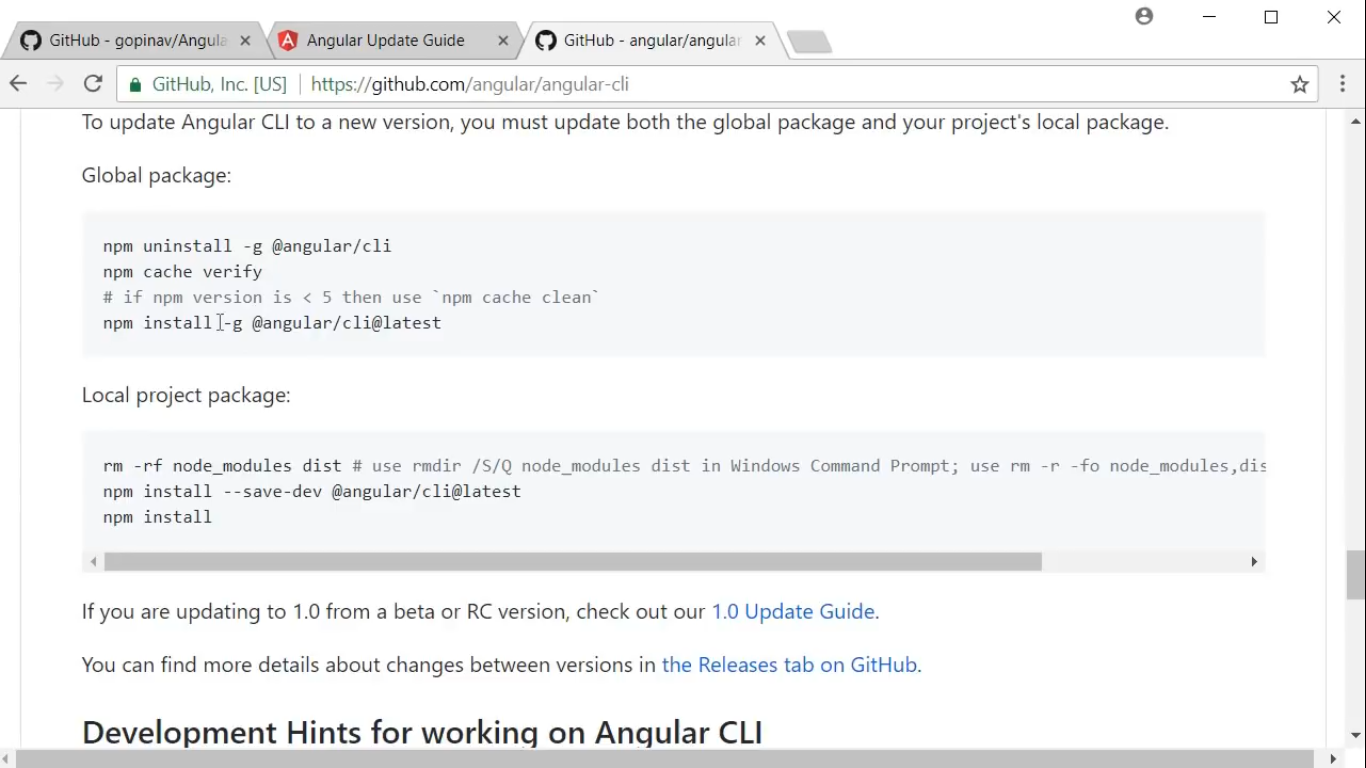 GitHub - gopinav/Angula
Angular Update Guide
GitHub - angular/angular
GitHub, Inc. [US]
https://github.com/angular/angular-cli
To update Angular CLI to a new version, you must update both the global package and your project's local package.
Global package:
npm uninstall -g @angular/cli
npm cache verify
# if npm version is < 5 then use `npm cache clean`
npm install -g @angular/cli@latest
Local project package:
rm -rf node_modules dist # use rmdir /S/Q node_modules dist in Windows Command Prompt; use rm -r -fo node_modules,dis
npm install --save-dev @angular/cli@latest
npm install
If you are updating to 1.0 from a beta or RC version, check out our 1.0 Update Guide.
You can find more details about changes between versions in the Releases tab on GitHub.
Development Hints for working on Angular CLI